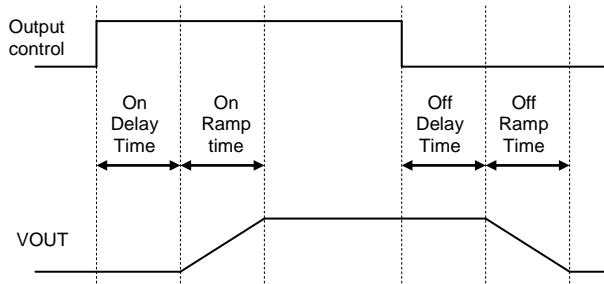 Output
control
On
Delay
Time
On
Ramp
time
Off
Delay
Time
Off
Ramp
Time
VOUT